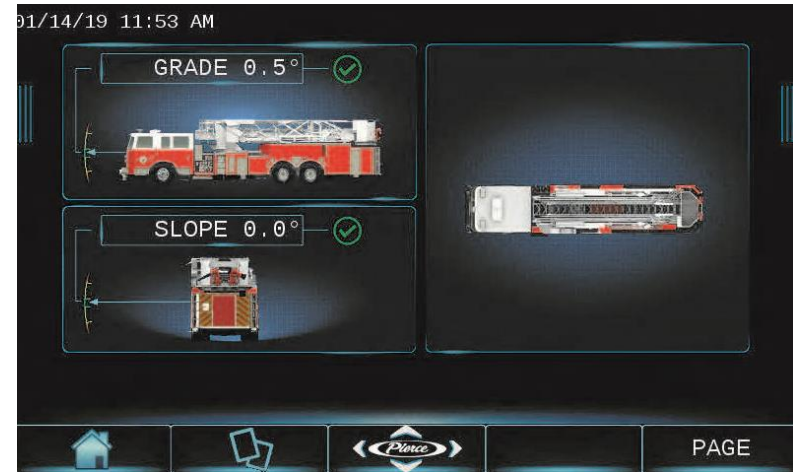 01/14/19 11:53 AM
GRADE 0.5°
SLOPE 0.0°
Pierce
PAGE